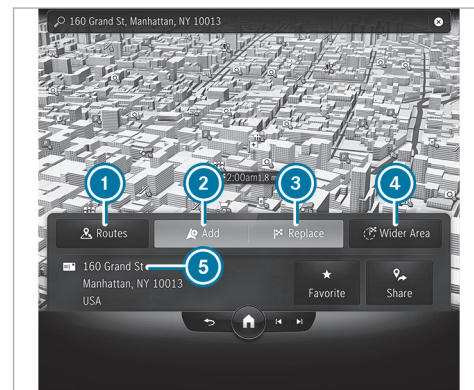 160 Grand St, Manhattan, NY 10013
2:00am 1.8 m
1
2
3
4
Routes
Add
Replace
Wider Area
160 Grand St
5
Manhattan, NY 10013
USA
Favorite
Share